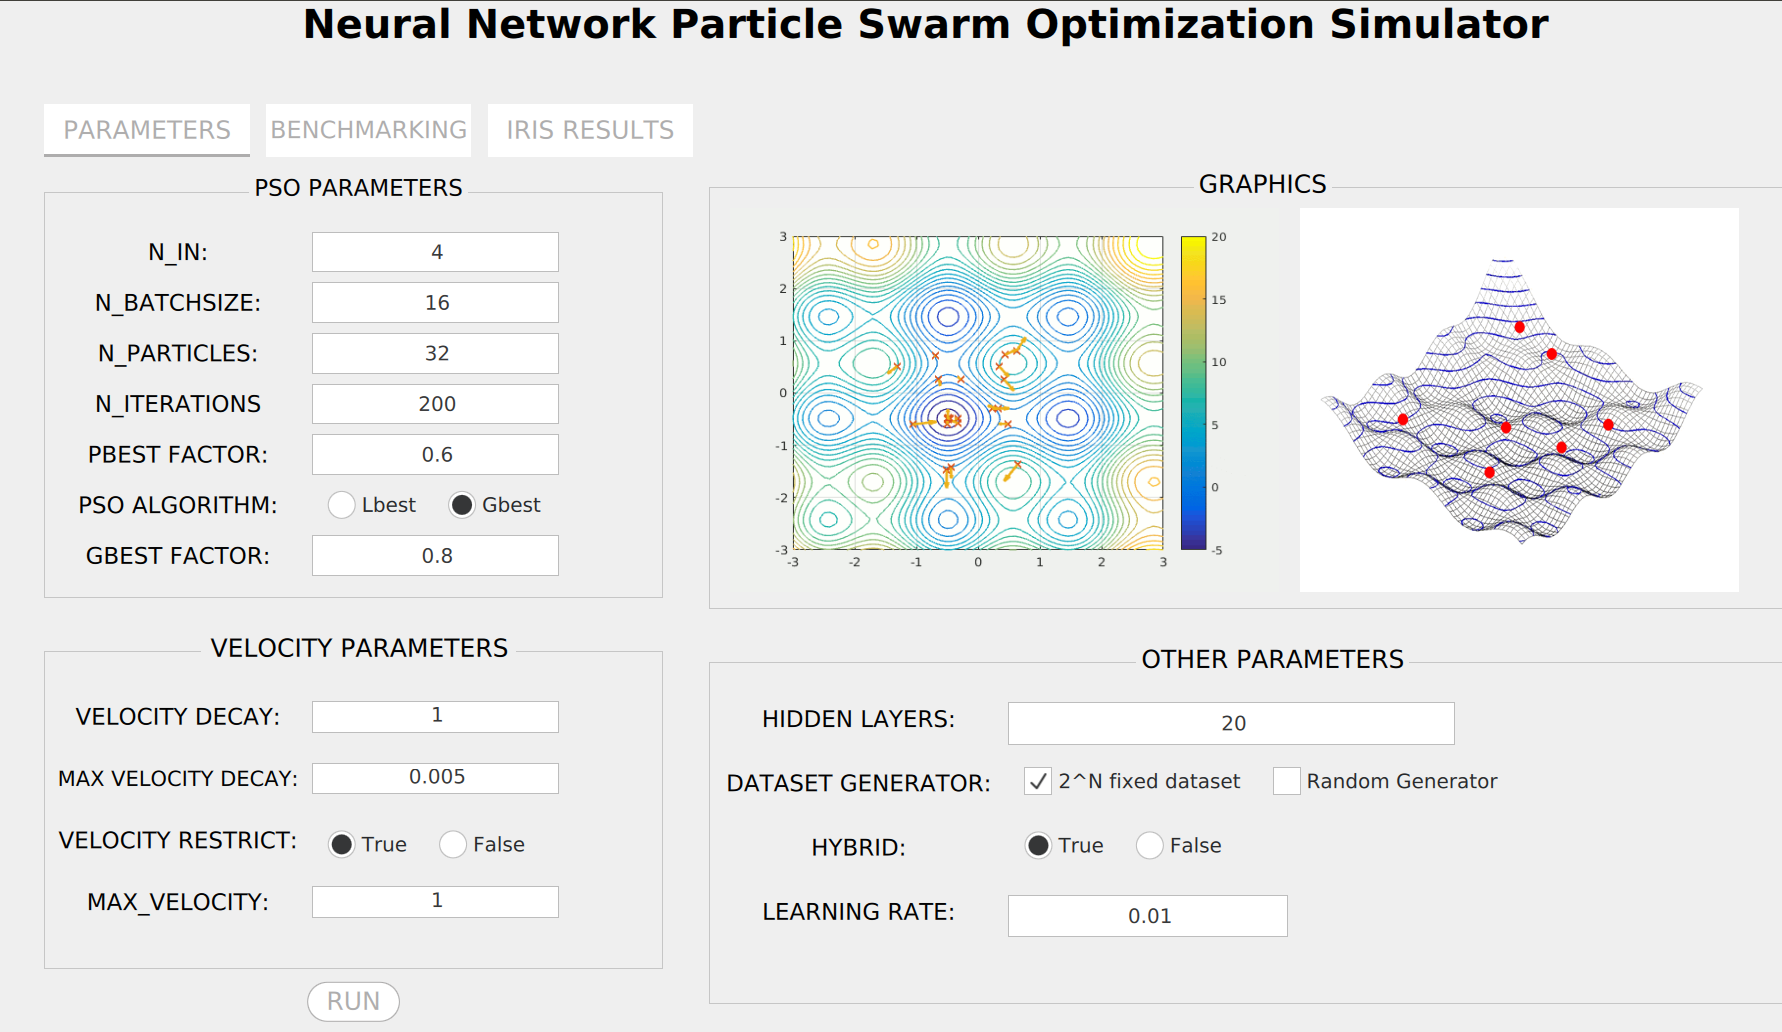 Neural Network Particle Swarm Optimization Simulator
PARAMETERS BENCHMARKING IRIS RESULTS
PSO PARAMETERS
N_IN: 4
N_BATCHSIZE: 16
N_PARTICLES: 32
N_ITERATIONS 200
PBEST FACTOR: 0.6
PSO ALGORITHM: Lbest Gbest
GBEST FACTOR: 0.8
GRAPHICS
3
2
1
0
-1
-2
-3
-3 -2 -1 0 1 2 3
20
15
10
5
0
-5
VELOCITY PARAMETERS
VELOCITY DECAY: 1
MAX VELOCITY DECAY: 0.005
VELOCITY RESTRICT: True False
MAX_VELOCITY: 1
OTHER PARAMETERS
HIDDEN LAYERS: 20
DATASET GENERATOR: 2^N fixed dataset Random Generator
HYBRID: True False
LEARNING RATE: 0.01
RUN